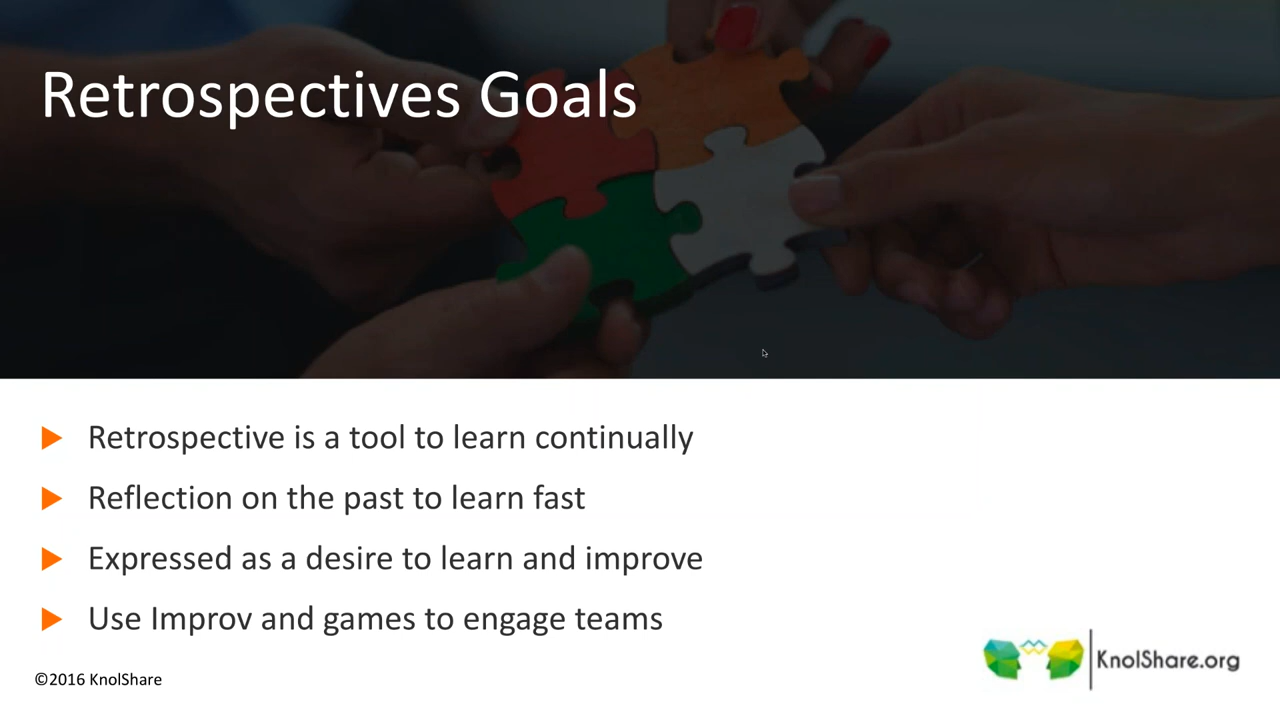 Retrospectives Goals
Retrospective is a tool to learn continually
Reflection on the past to learn fast
Expressed as a desire to learn and improve
Use Improv and games to engage teams
©2016 KnolShare
KnolShare.org